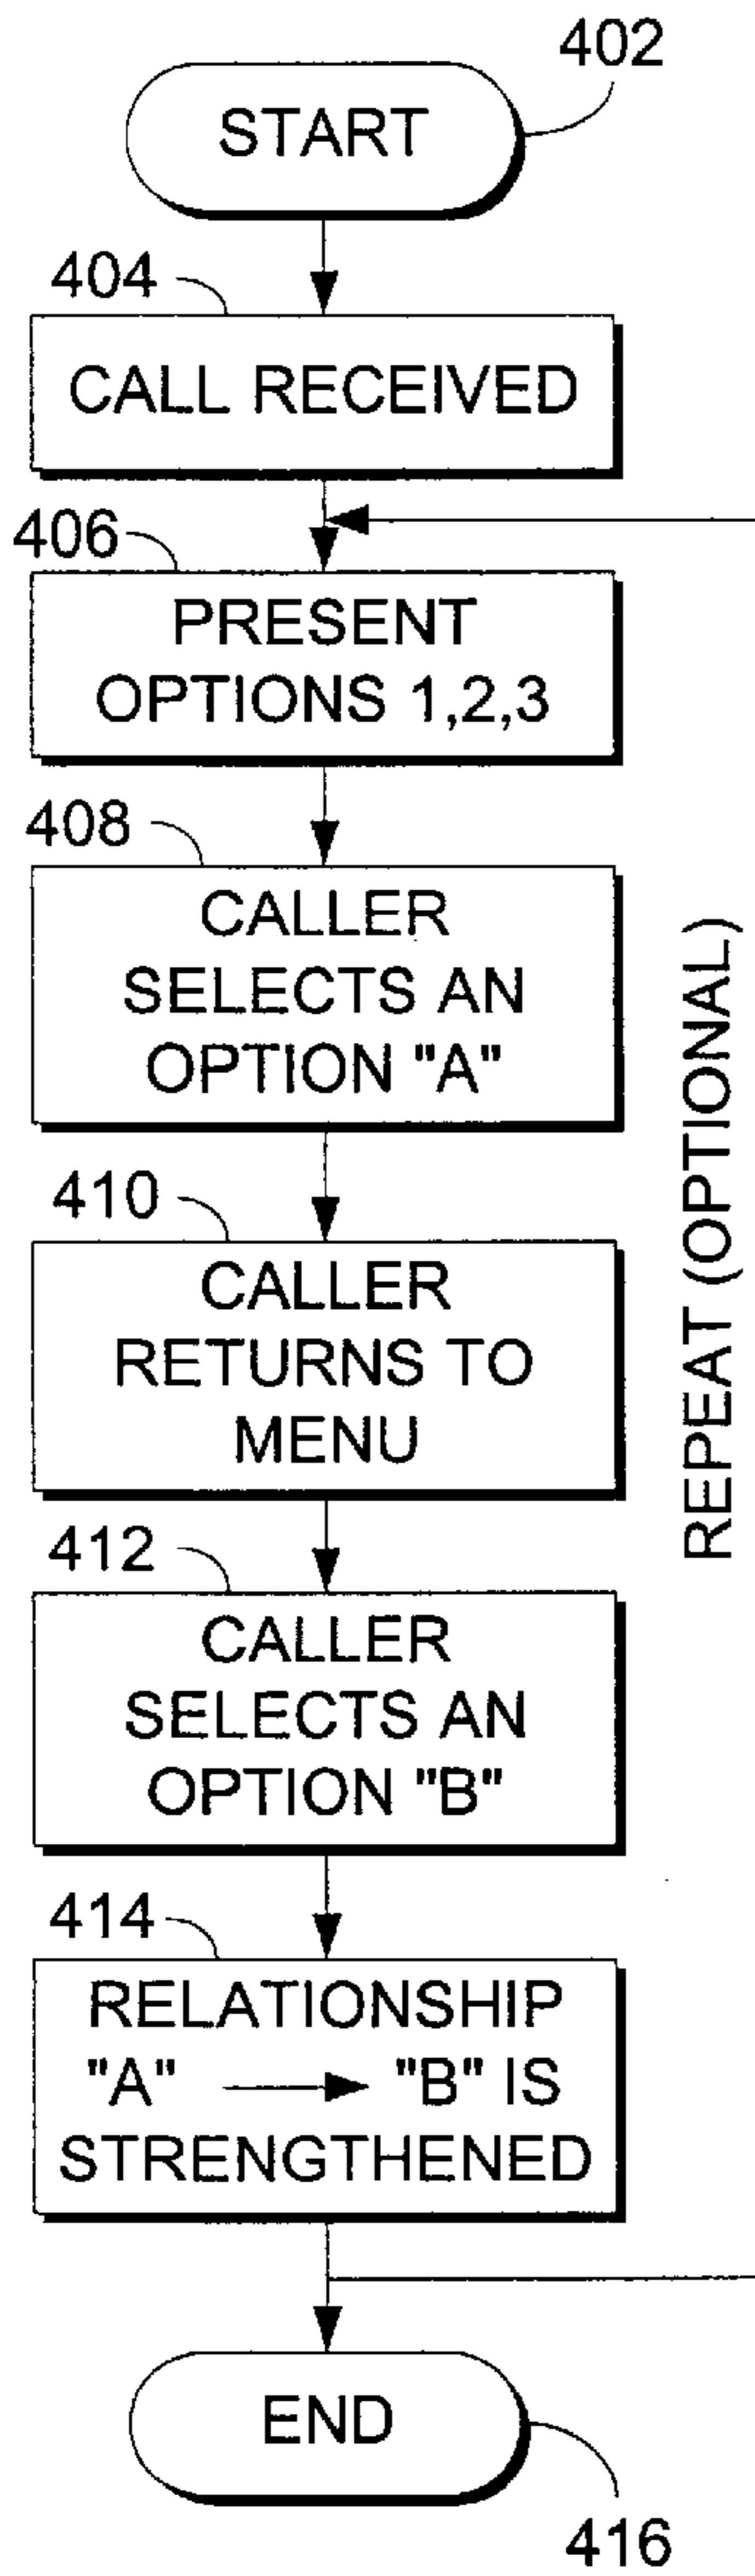 402
START
404
CALL RECEIVED
406
PRESENT
OPTIONS 1,2,3
408
CALLER
SELECTS AN
OPTION "A"
410
CALLER
RETURNS TO
MENU
REPEAT (OPTIONAL)
412
CALLER
SELECTS AN
OPTION "B"
414
RELATIONSHIP
"A" → "B" IS
STRENGTHENED
END
416